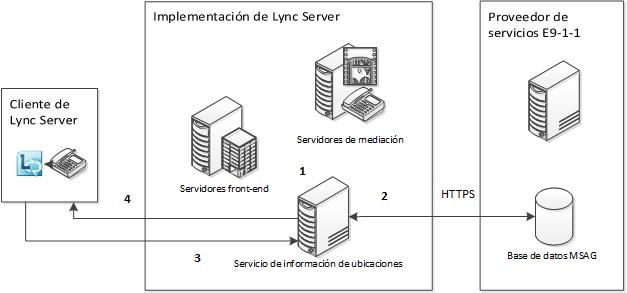 Implementación de Lync Server
Proveedor de
servicios E9-1-1
Cliente de
Lync Server
Servidores de mediación
Servidores front-end
1
4
2
HTTPS
3
Servicio de información de ubicaciones
Base de datos MSAG